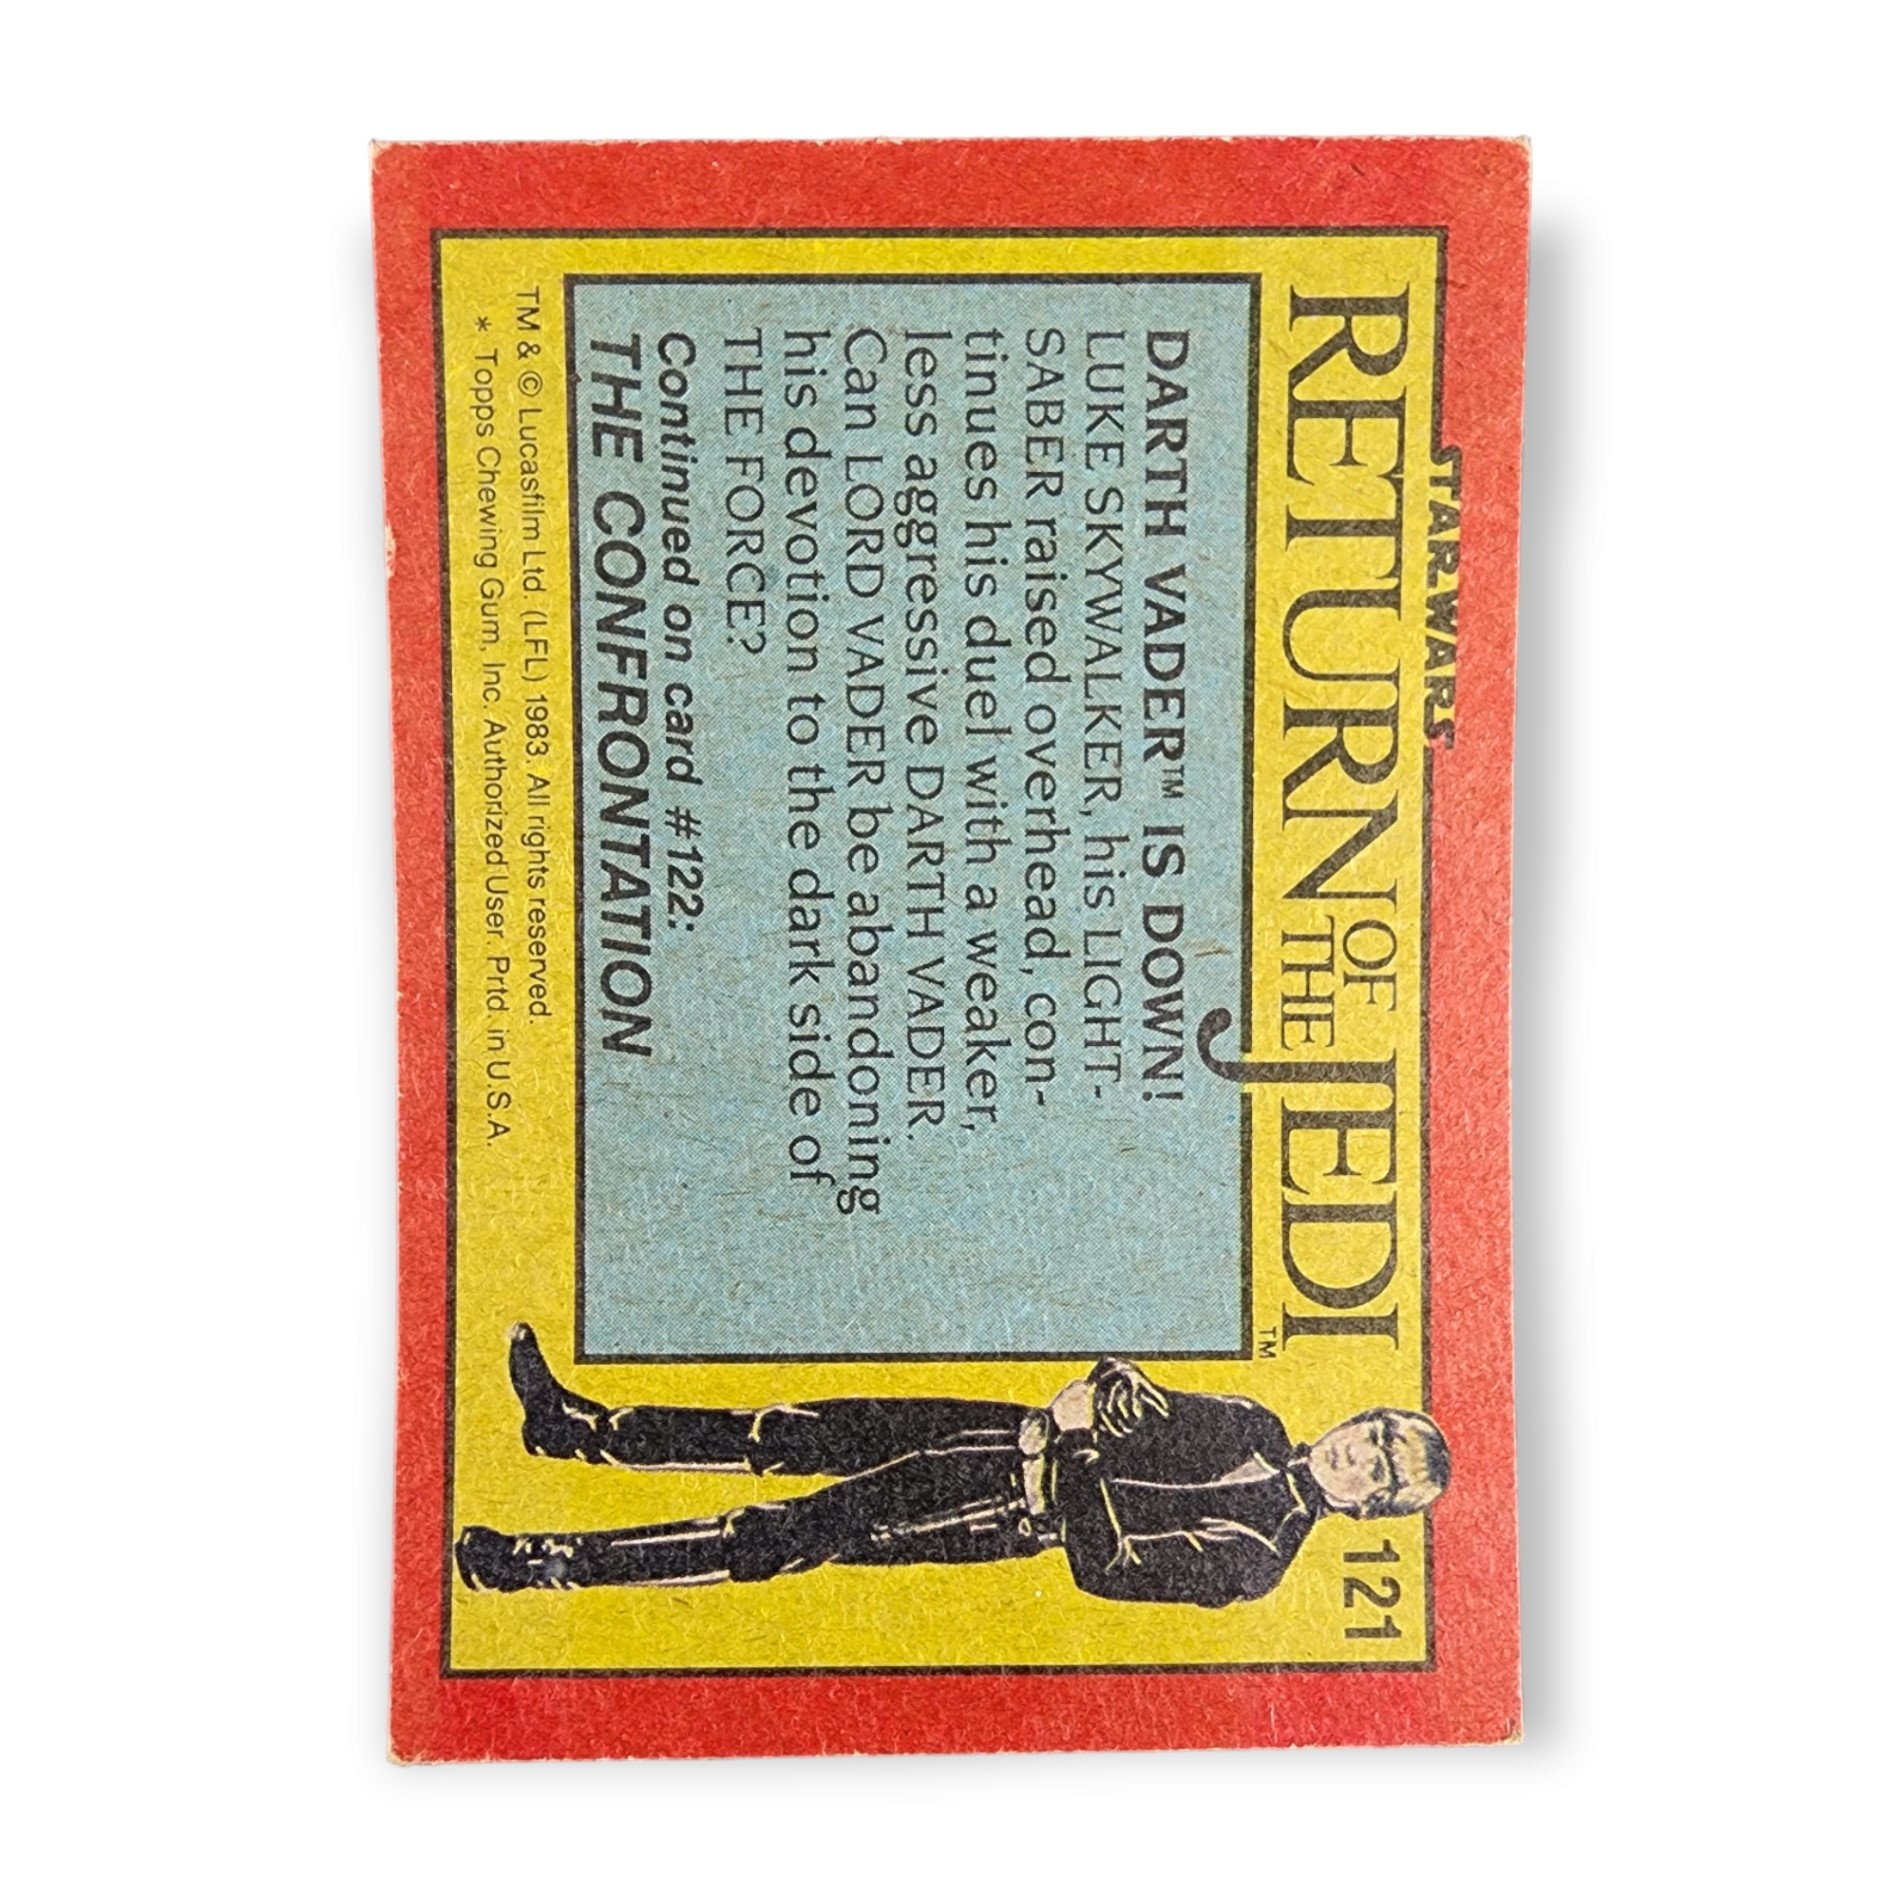 STAR WARS
RETURN OF THE JEDI™
121
DARTH VADER™ IS DOWN!
LUKE SKYWALKER, his LIGHT-
SABER raised overhead, con-
tinues his duel with a weaker,
less aggressive DARTH VADER.
Can LORD VADER be abandoning
his devotion to the dark side of
THE FORCE?
Continued on card #122:
THE CONFRONTATION
TM & © Lucasfilm Ltd. (LFL) 1983. All rights reserved.
* Topps Chewing Gum, Inc. Authorized User. Prtd. in U.S.A.